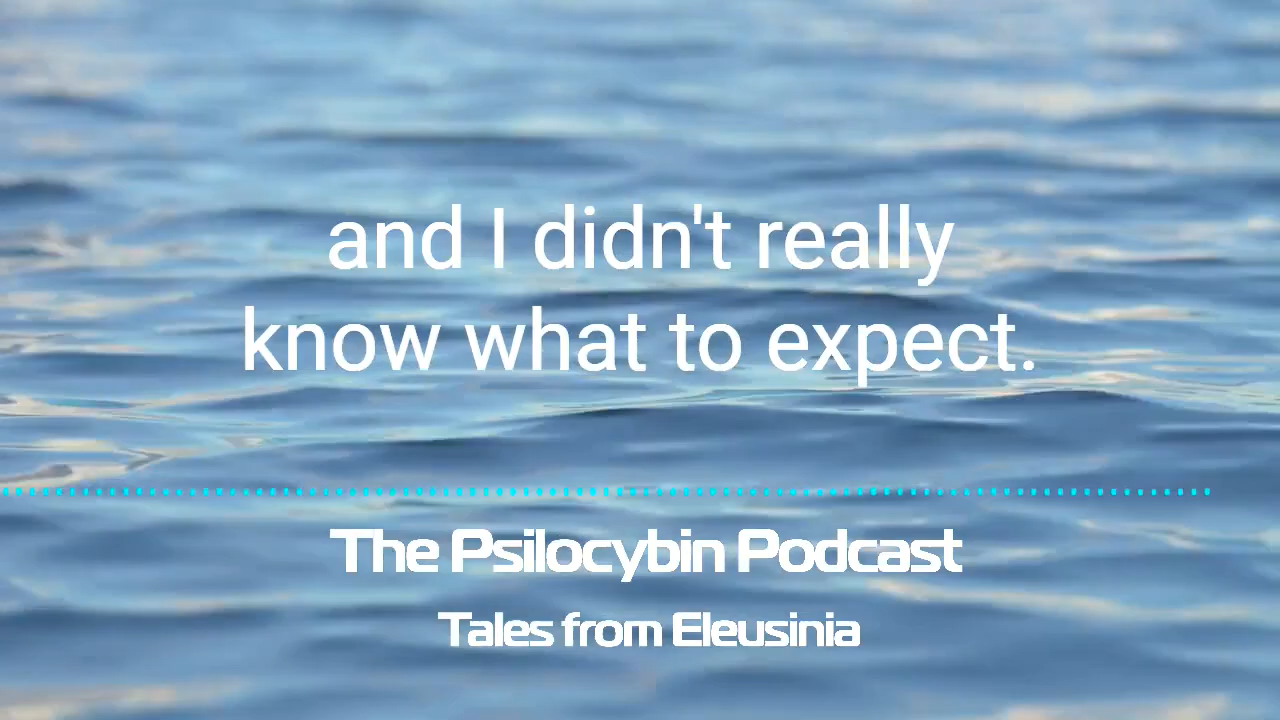 and I didn't really
know what to expect.
The Psilocybin Podcast
Tales from Eleusinia